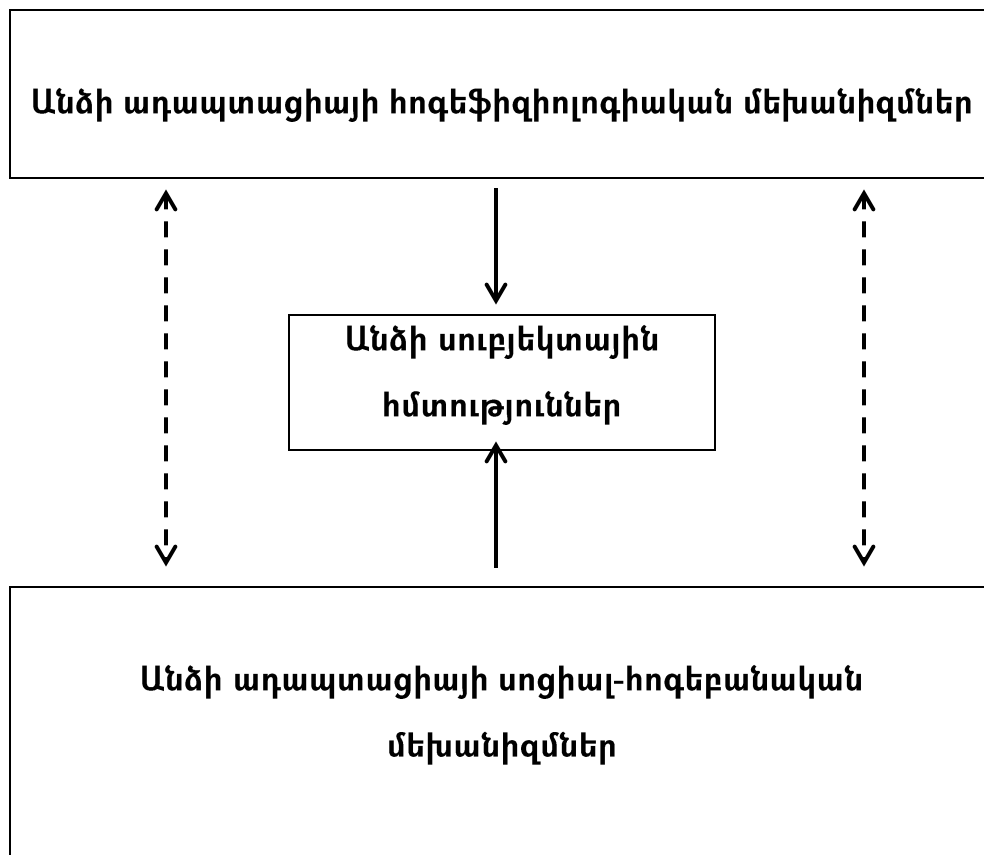 Անձի ադապտացիայի հոգեֆիզիոլոգիական մեխանիզմներ
Անձի սուբյեկտային
հմտություններ
Անձի ադապտացիայի սոցիալ-հոգեբանական
մեխանիզմներ